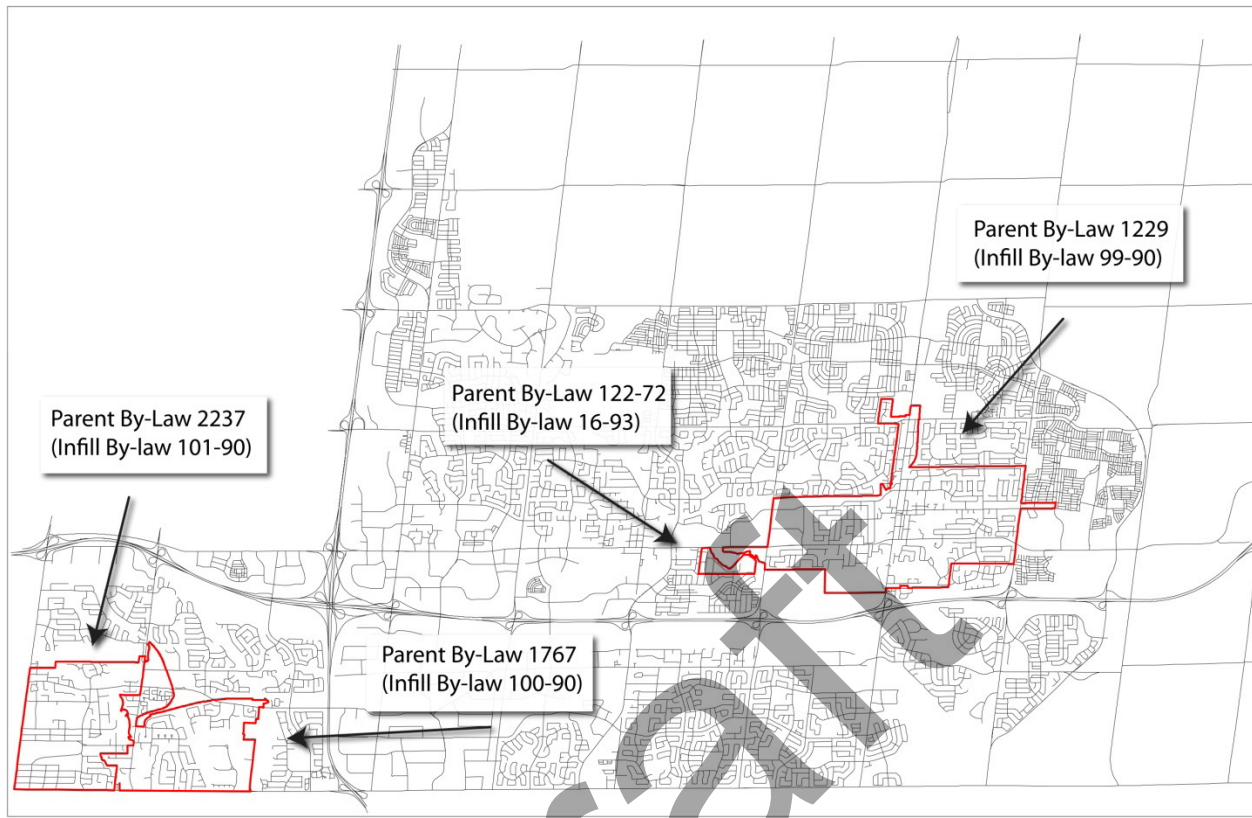 Parent By-Law 1229
(Infill By-law 99-90)
Parent By-Law 122-72
(Infill By-law 16-93)
Parent By-Law 2237
(Infill By-law 101-90)
Parent By-Law 1767
(Infill By-law 100-90)
aft